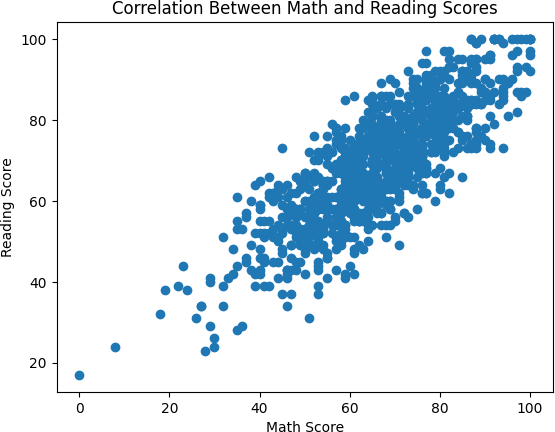 Correlation Between Math and Reading Scores
100
80
60
40
20
Reading Score
0 20 40 60 80 100
Math Score